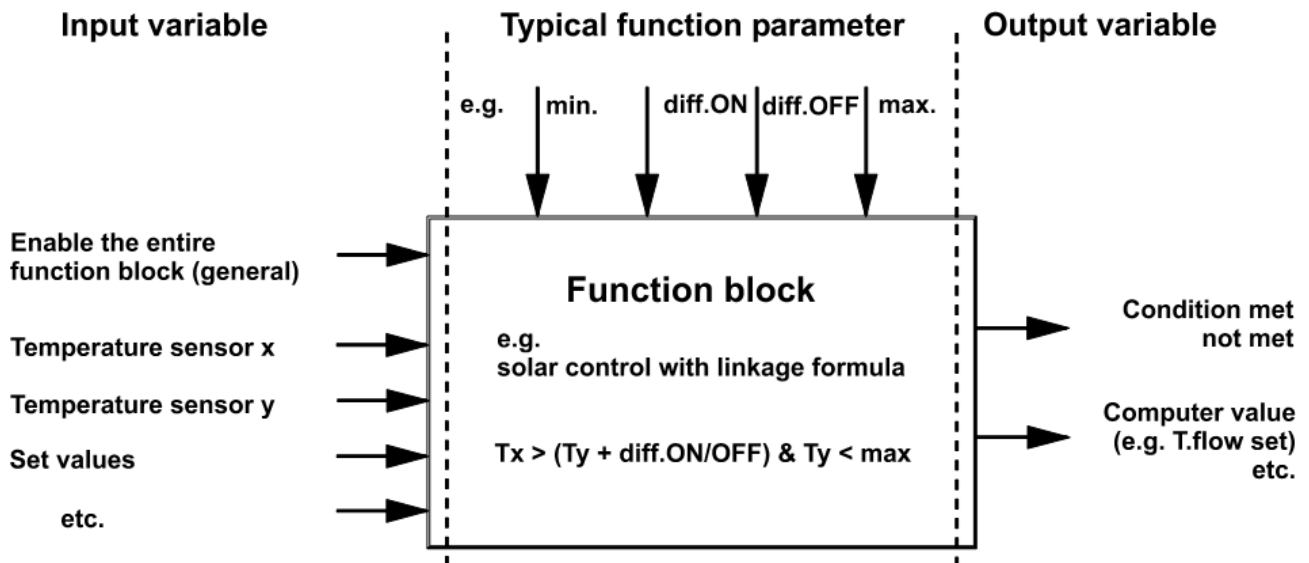 Input variable
Typical function parameter
Output variable
e.g.
min.
diff.ON
diff.OFF
max.
Enable the entire
function block (general)
Temperature sensor x
Temperature sensor y
Set values
etc.
Function block
e.g.
solar control with linkage formula
Tx > (Ty + diff.ON/OFF) & Ty < max
Condition met
not met
Computer value
(e.g. T.flow set)
etc.